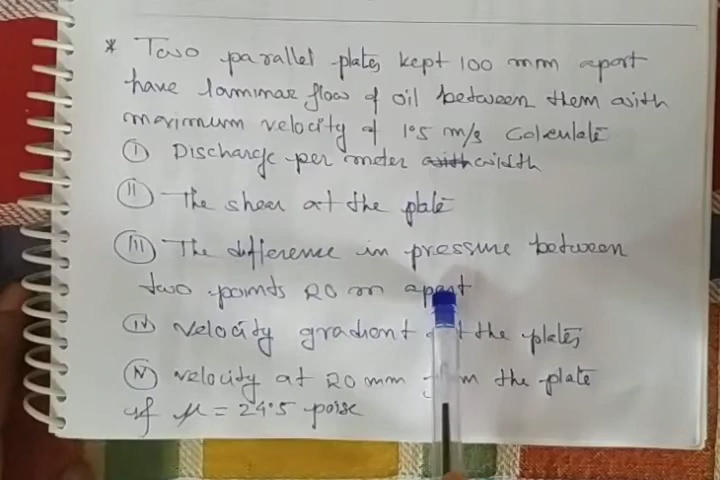 * Two parallel plates kept 100 mm apart
have laminar flow of oil between them with
maximum velocity of 1.5 m/s Calculate
(i) Discharge per meter width
(ii) The shear at the plate
(iii) The difference in pressure between
two points 20 m apart
(iv) Velocity gradient the plates
(v) velocity at 20 mm from the plate
if μ = 24.5 poise